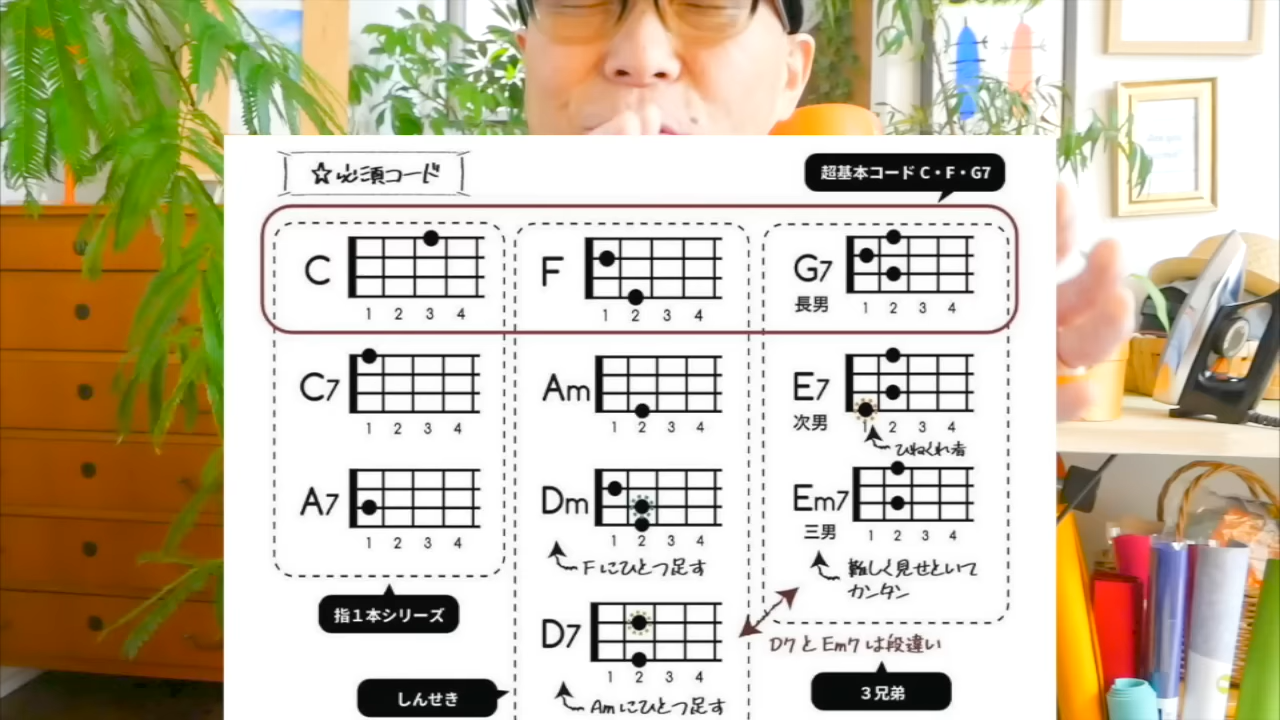 ☆必須コード
超基本コード C・F・G7
C
1 2 3 4
F
1 2 3 4
G7
長男
1 2 3 4
C7
1 2 3 4
Am
1 2 3 4
E7
次男
1 2 3 4
ひねくれ者
A7
1 2 3 4
Dm
1 2 3 4
Fにひとつ足す
Em7
三男
1 2 3 4
難しく見せといて
カンタン
指1本シリーズ
D7
1 2 3 4
Amにひとつ足す
D7とEm7は段違い
しんせき
3兄弟